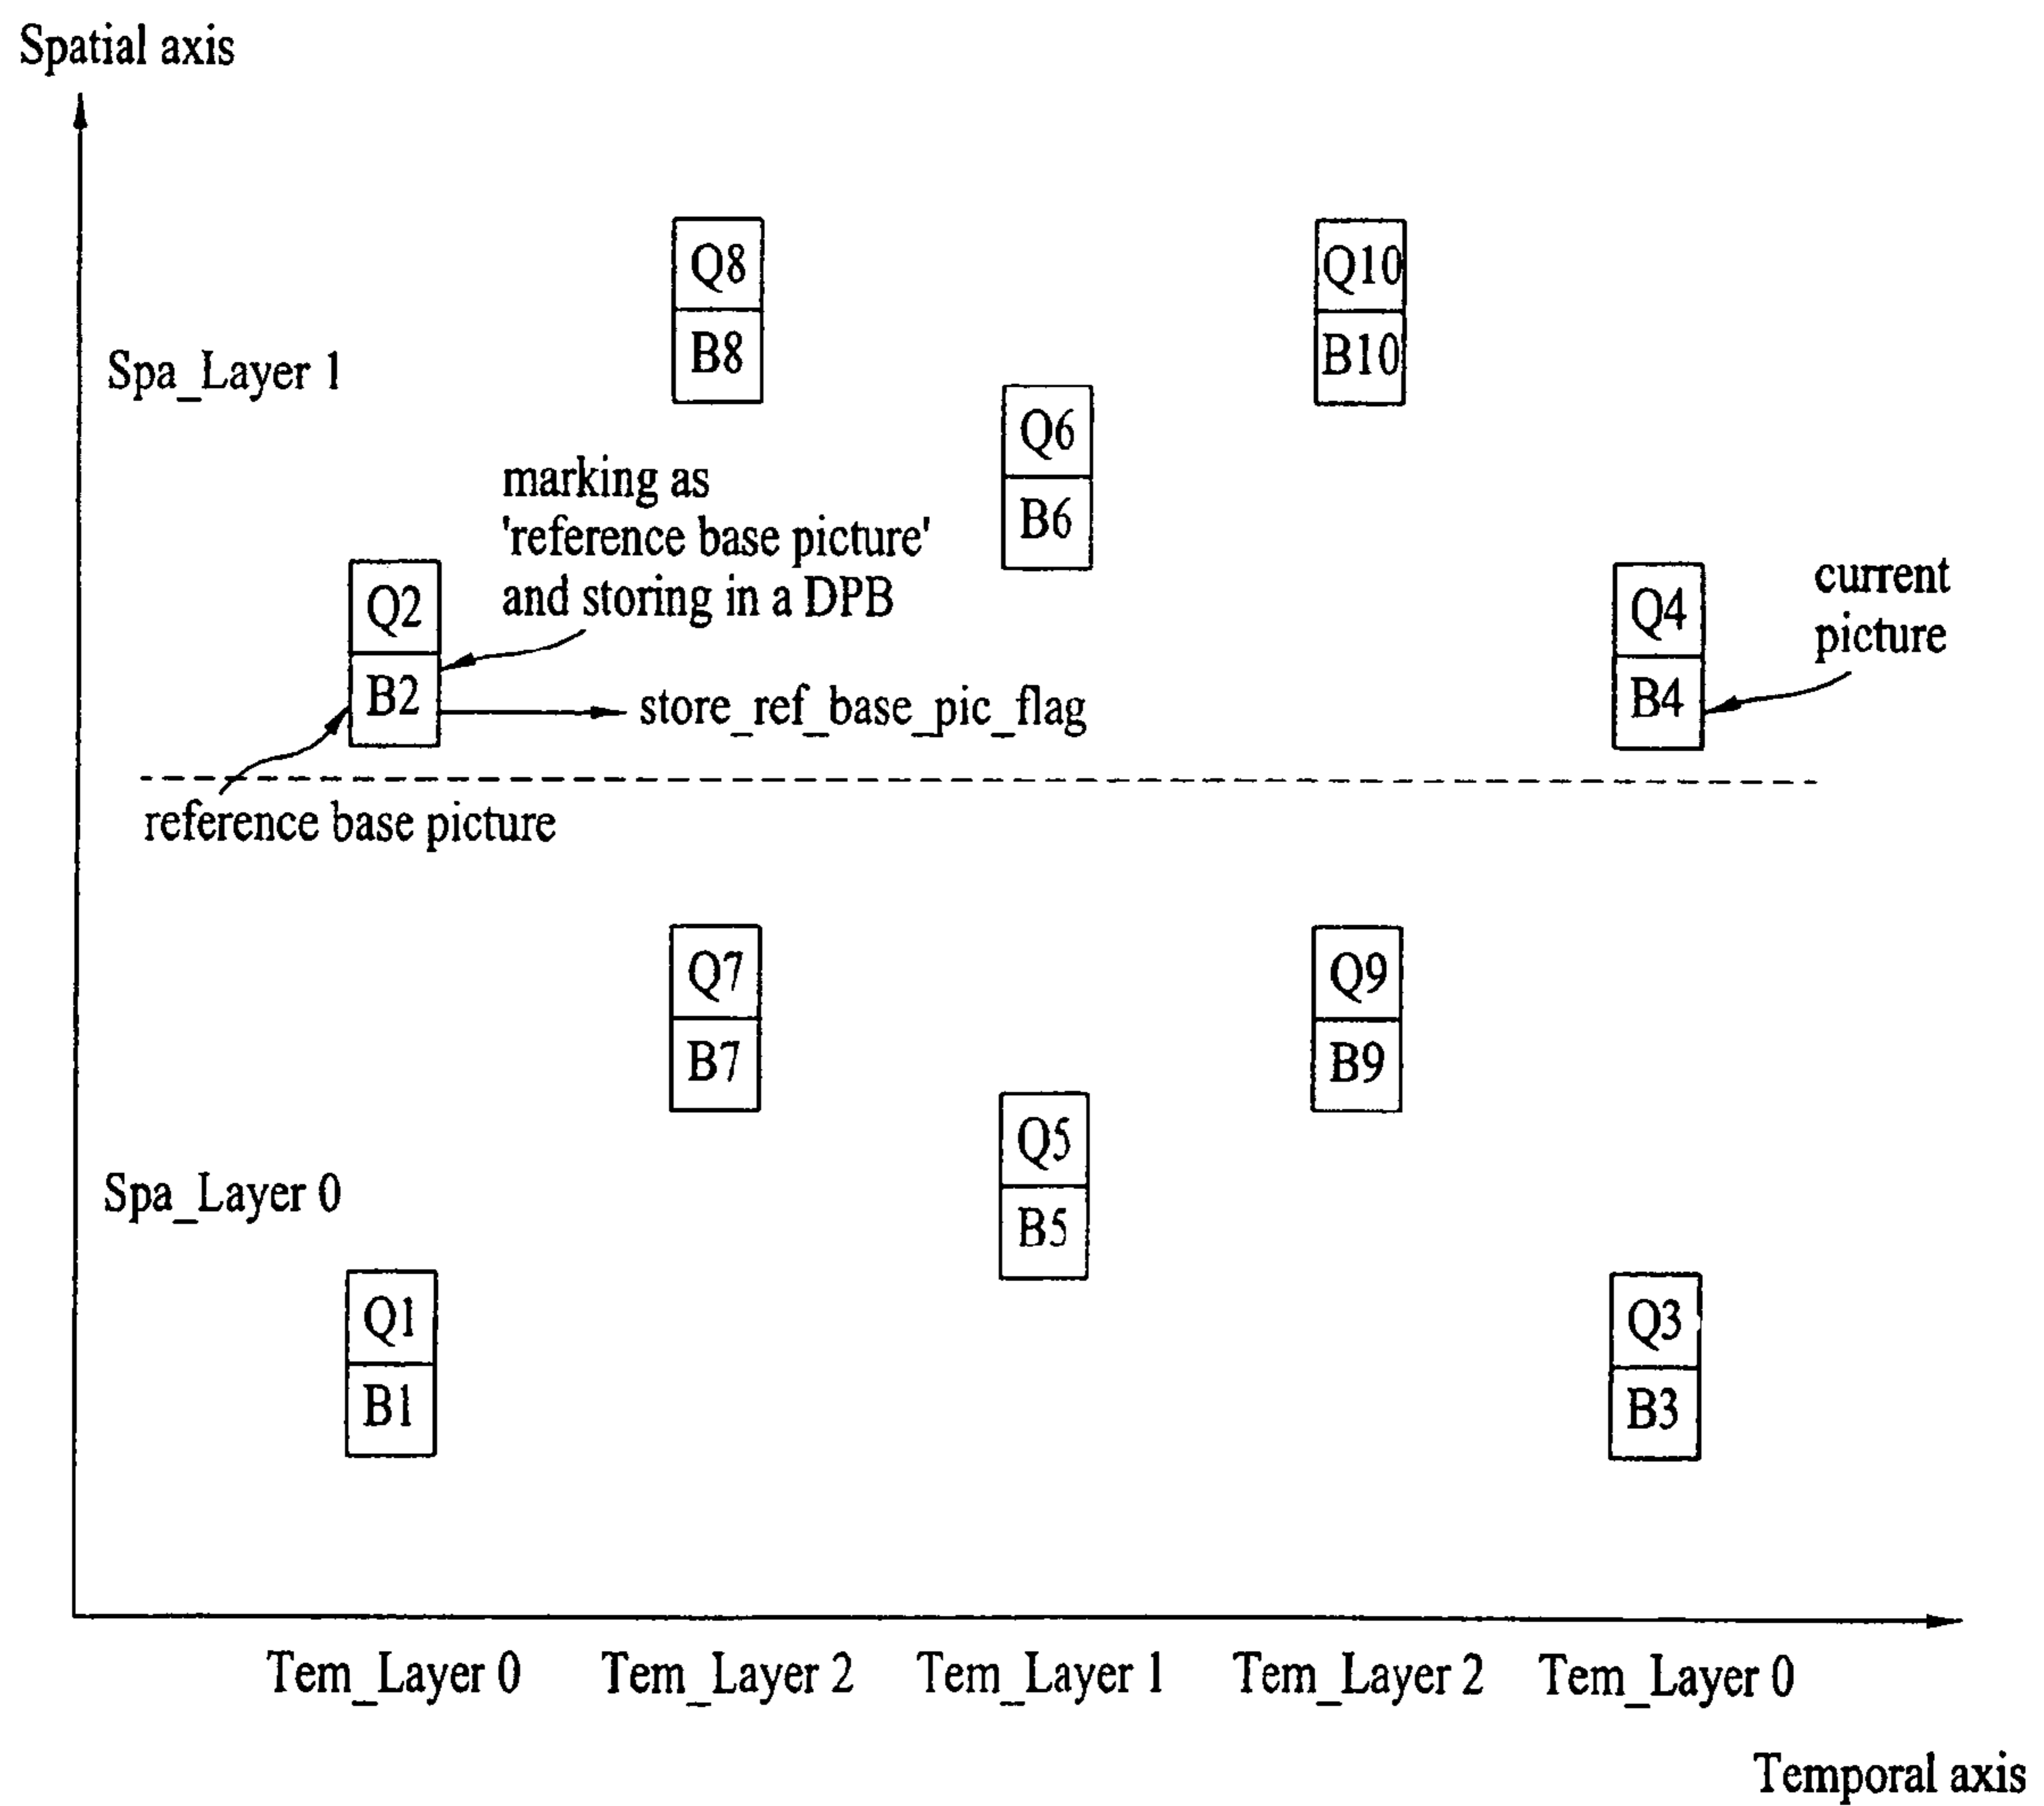 Spatial axis
Q8
B8
Q10
B10
Spa_Layer 1
Q6
B6
marking as
'reference base picture'
and storing in a DPB
Q2
B2
store_ref_base_pic_flag
Q4
B4
current
picture
reference base picture
Q7
B7
Q9
B9
Q5
B5
Spa_Layer 0
Q1
B1
Q3
B3
Tem_Layer 0
Tem_Layer 2
Tem_Layer 1
Tem_Layer 2
Tem_Layer 0
Temporal axis